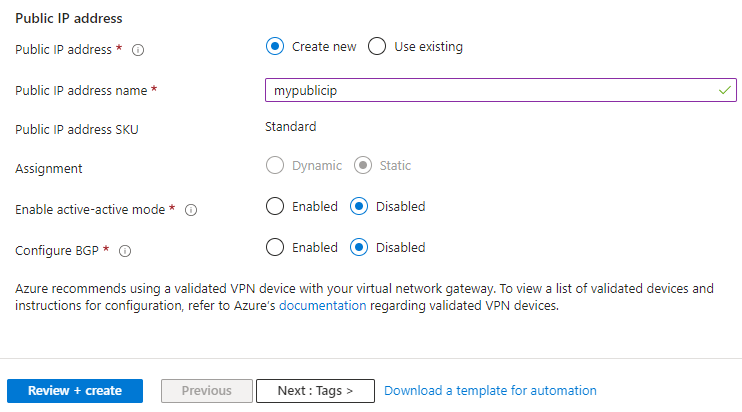 Public IP address
Public IP address * Create new Use existing
Public IP address name * mypublicip
Public IP address SKU Standard
Assignment Dynamic Static
Enable active-active mode * Enabled Disabled
Configure BGP * Enabled Disabled
Azure recommends using a validated VPN device with your virtual network gateway. To view a list of validated devices and
instructions for configuration, refer to Azure's documentation regarding validated VPN devices.
Review + create Previous Next : Tags > Download a template for automation